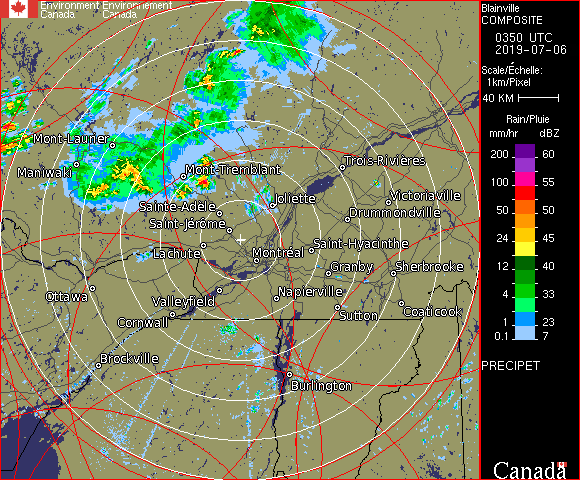 Environment Environnement
Canada Canada
Blainville
COMPOSITE
0350 UTC
2019-07-06
Scale/Échelle:
1km/Pixel
40 KM
Rain/Pluie
mm/hr dBZ
200 60
100 55
50 50
24 45
12 40
4 33
1 23
0.1 7
PRECIPET
Canada
Mont-Laurier
Maniwaki
Mont-Tremblant
Trois-Rivières
Victoriaville
Joliette
Sainte-Adèle
Drummondville
Saint-Jérôme
Saint-Hyacinthe
Lachute
Montréal
Granby
Sherbrooke
Ottawa
Valleyfield
Napierville
Coaticook
Sutton
Cornwall
Brockville
Burlington